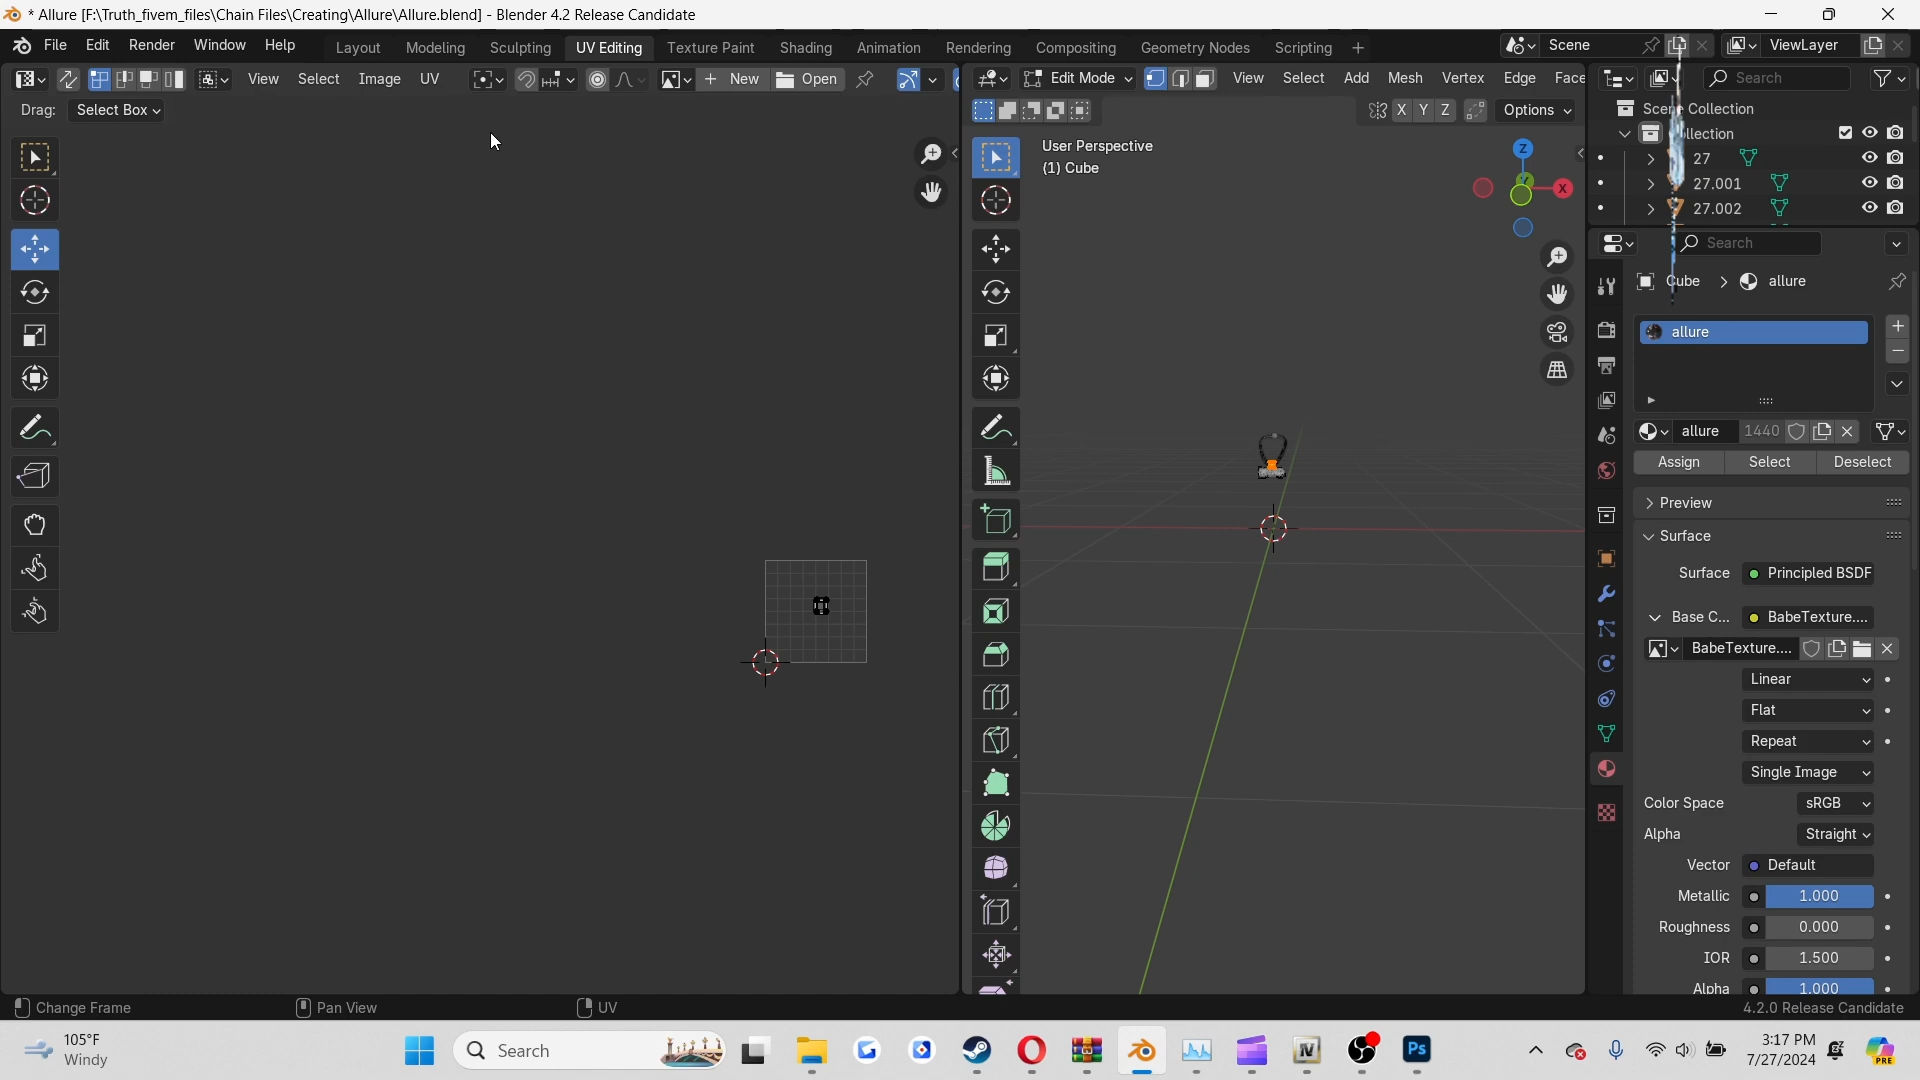 * Allure [F:\Truth_fivem_files\Chain Files\Creating\Allure\Allure.blend] - Blender 4.2 Release Candidate
File Edit Render Window Help Layout Modeling Sculpting UV Editing Texture Paint Shading Animation Rendering Compositing Geometry Nodes Scripting + Scene ViewLayer
View Select Image UV New Open Edit Mode View Select Add Mesh Vertex Edge Face Search
Drag: Select Box X Y Z Options
Scene Collection
User Perspective
(1) Cube
27
27.001
27.002
Z
X
Search
Cube > allure
allure
allure 1440
Assign Select Deselect
Preview
Surface
Surface Principled BSDF
Base C... BabeTexture....
BabeTexture....
Linear
Flat
Repeat
Single Image
Color Space sRGB
Alpha Straight
Vector Default
Metallic 1.000
Roughness 0.000
IOR 1.500
Alpha 1.000
Change Frame Pan View UV 4.2.0 Release Candidate
105°F
Windy
Search
Ps
3:17 PM
7/27/2024
PRE